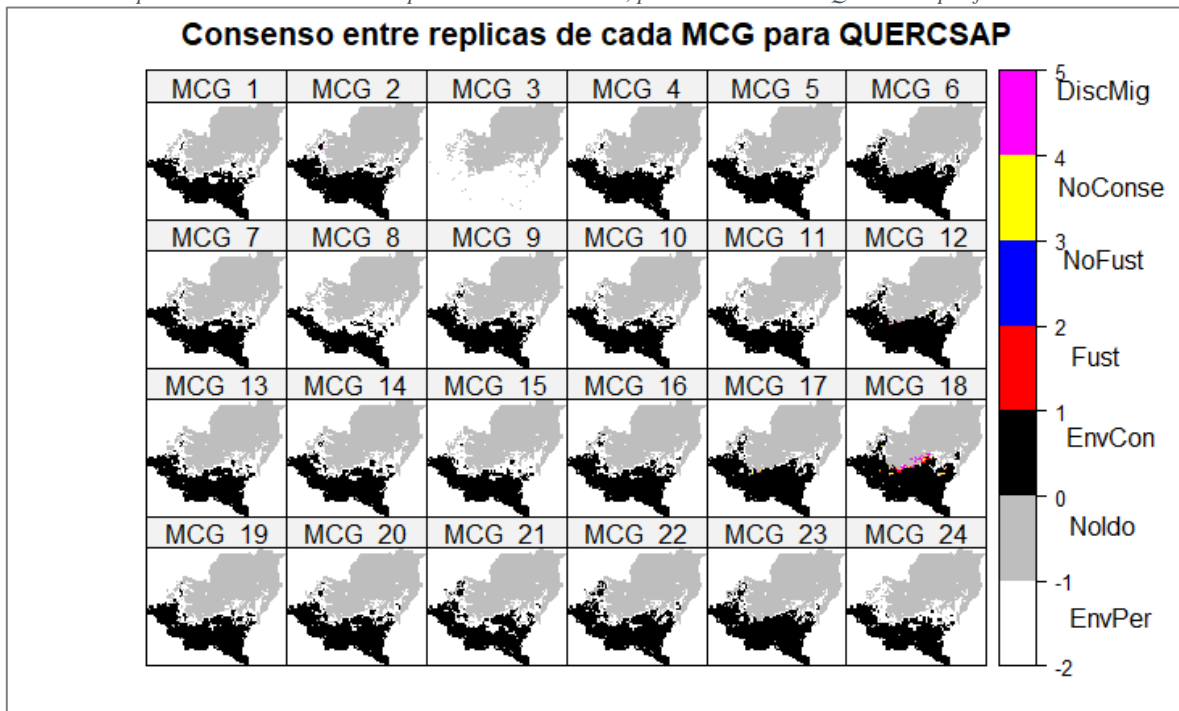 Consenso entre replicas de cada MCG para QUERCSAP
MCG 1 MCG 2 MCG 3 MCG 4 MCG 5 MCG 6
MCG 7 MCG 8 MCG 9 MCG 10 MCG 11 MCG 12
MCG 13 MCG 14 MCG 15 MCG 16 MCG 17 MCG 18
MCG 19 MCG 20 MCG 21 MCG 22 MCG 23 MCG 24
5
DiscMig
4
NoConse
3
NoFust
2
Fust
1
EnvCon
0
NoIdo
-1
EnvPer
-2